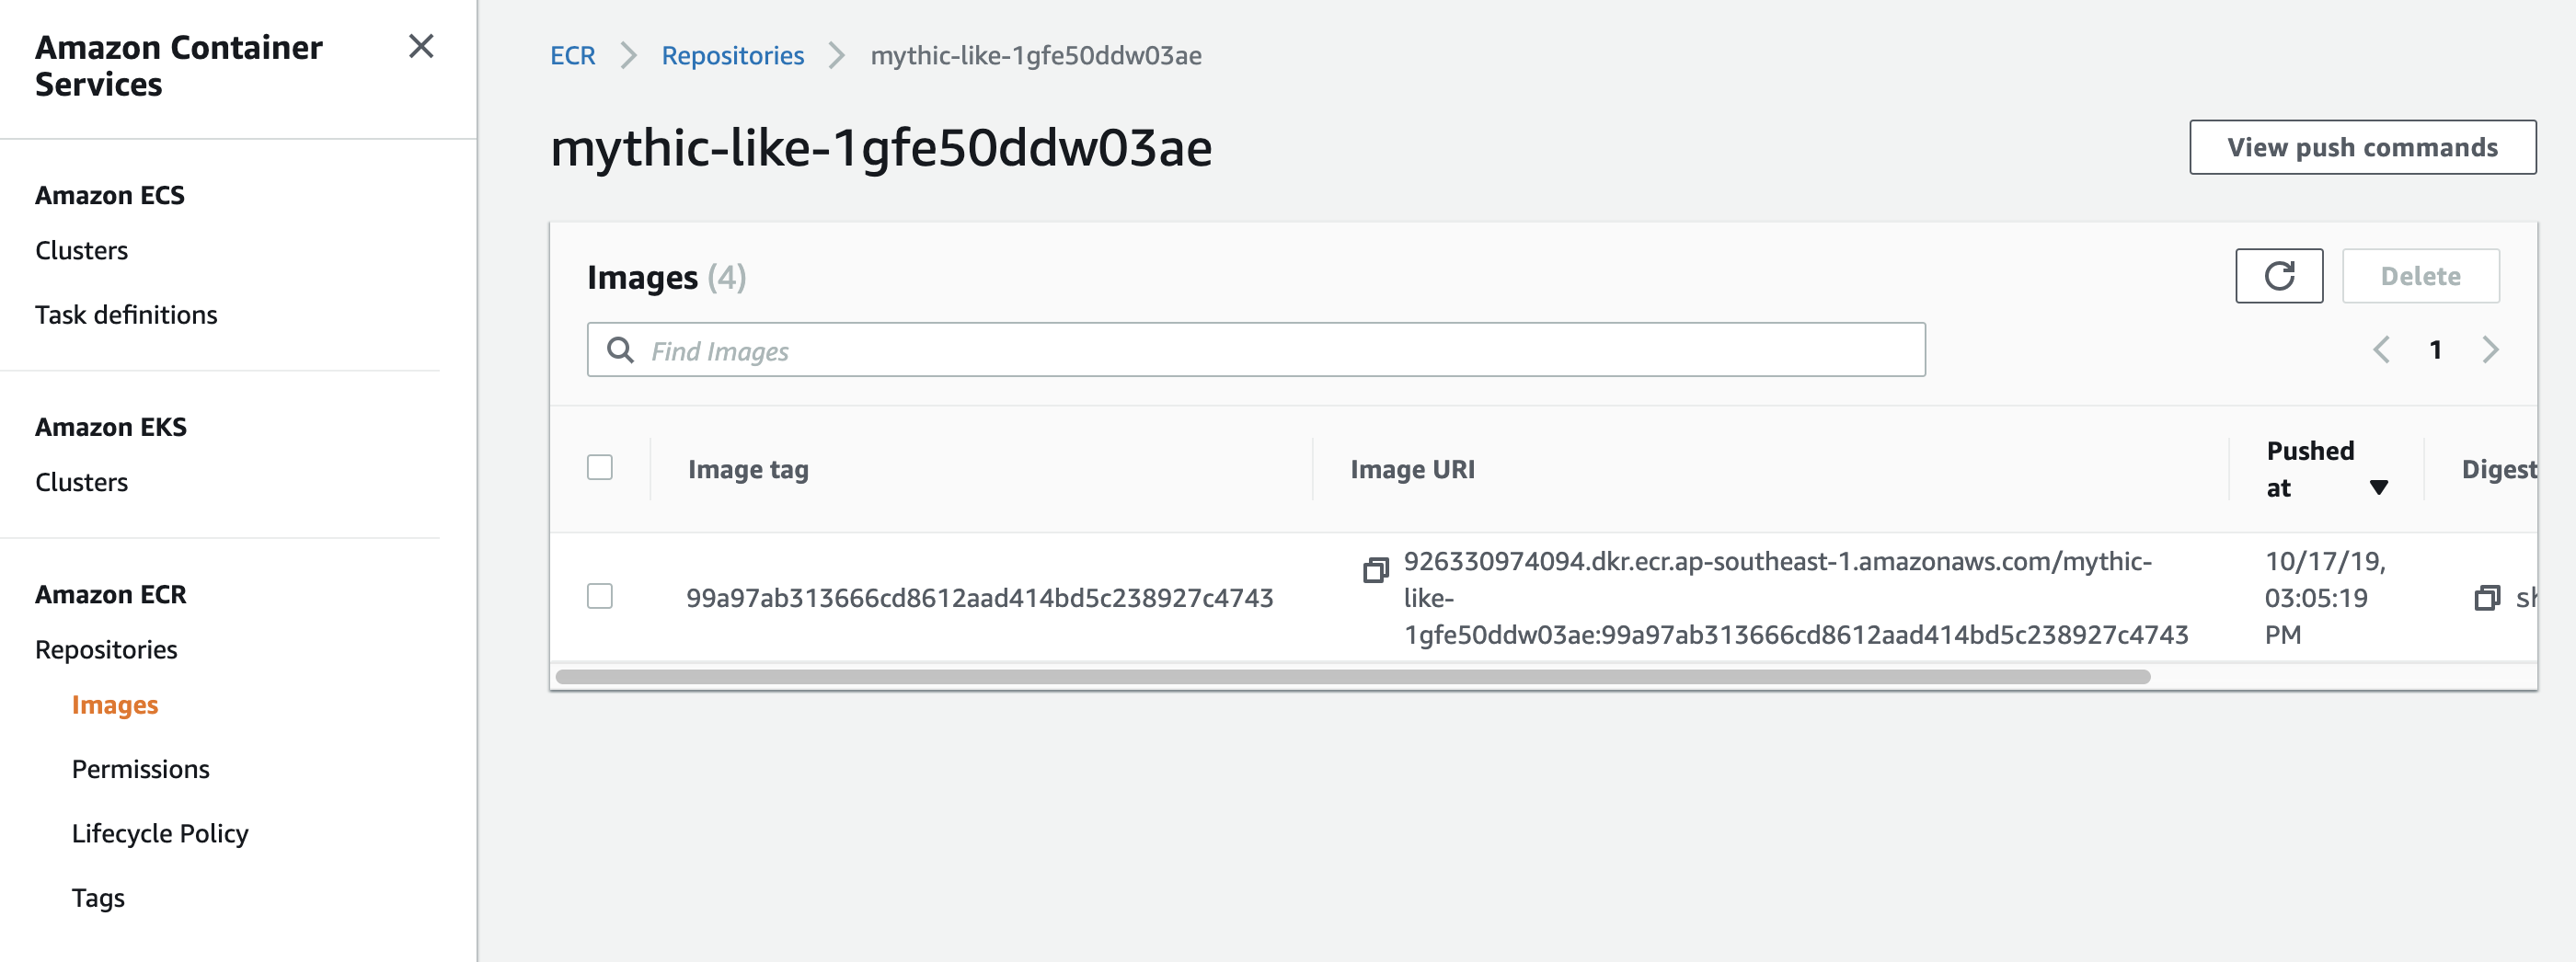 Amazon Container
Services
Amazon ECS
Clusters
Task definitions
Amazon EKS
Clusters
Amazon ECR
Repositories
Images
Permissions
Lifecycle Policy
Tags
ECR > Repositories > mythic-like-1gfe50ddw03ae
mythic-like-1gfe50ddw03ae
View push commands
Images (4)
Delete
Find Images
1
Image tag
Image URI
Pushed
at
Digest
99a97ab313666cd8612aad414bd5c238927c4743
926330974094.dkr.ecr.ap-southeast-1.amazonaws.com/mythic-
like-
1gfe50ddw03ae:99a97ab313666cd8612aad414bd5c238927c4743
10/17/19,
03:05:19
PM